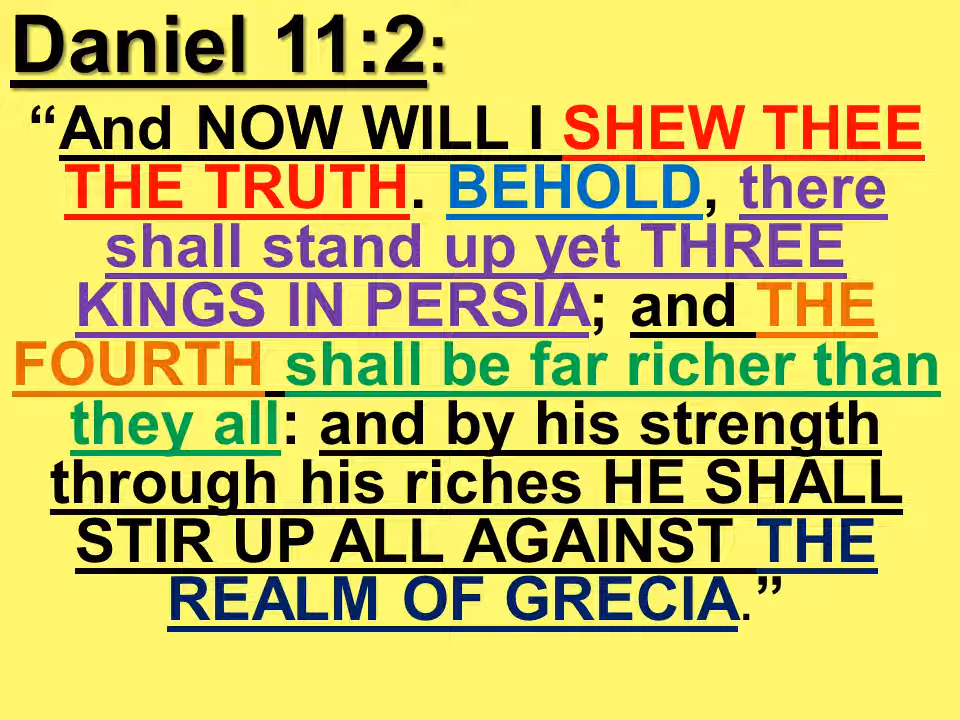 Daniel 11:2:
“And NOW WILL I SHEW THEE
THE TRUTH. BEHOLD, there
shall stand up yet THREE
KINGS IN PERSIA; and THE
FOURTH shall be far richer than
they all: and by his strength
through his riches HE SHALL
STIR UP ALL AGAINST THE
REALM OF GRECIA.”